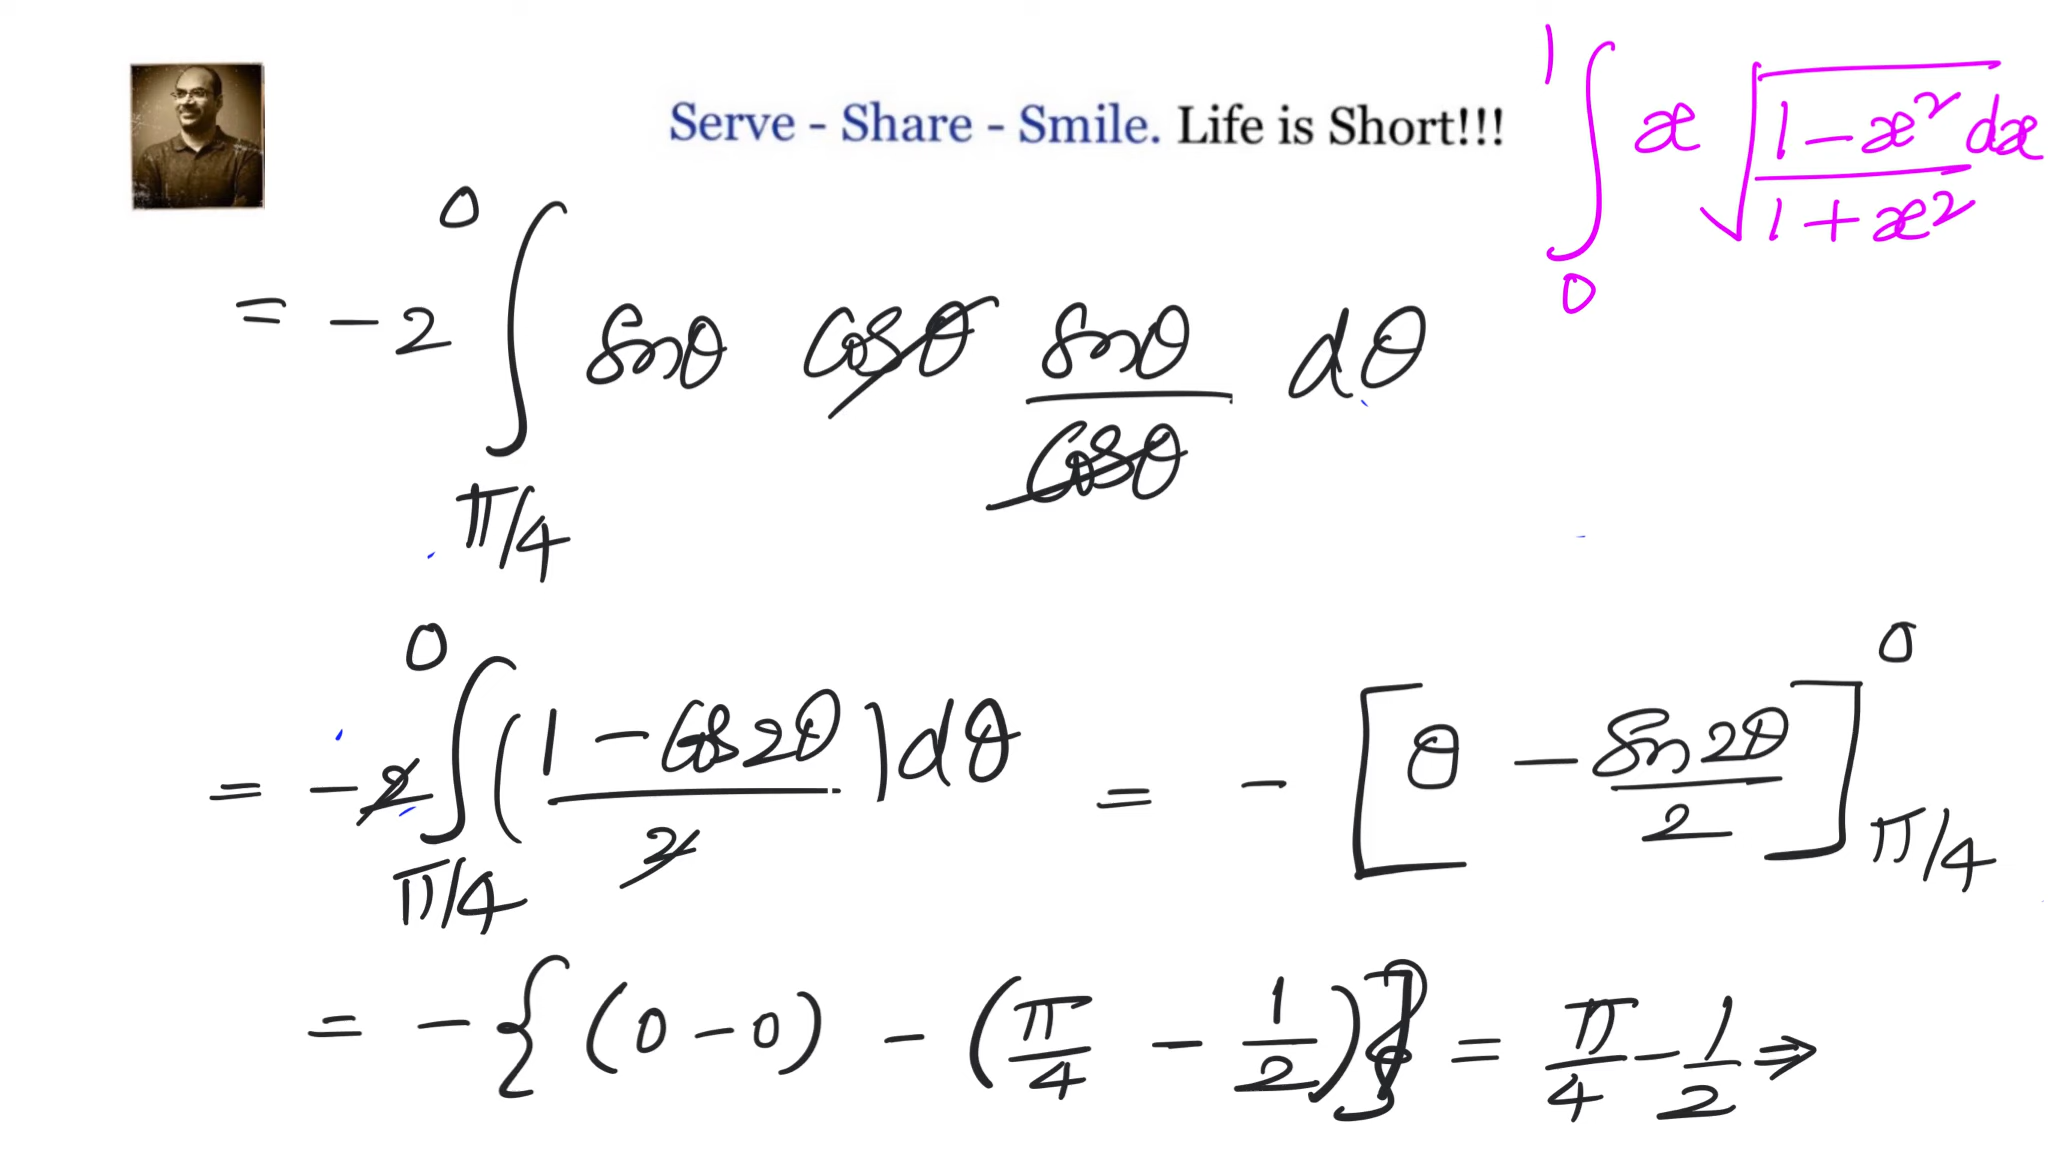 Serve - Share - Smile. Life is Short!!!
∫₀¹ x √((1-x²)/(1+x²)) dx
= -2 ∫_{π/4}^{0} Sinθ Cosθ Sinθ/Cosθ dθ
= -2 ∫_{π/4}^{0} ((1-Cos2θ)/2) dθ = - [θ - Sin2θ/2]_{π/4}^{0}
= - {(0-0) - (π/4 - 1/2)} = π/4 - 1/2 ⇒